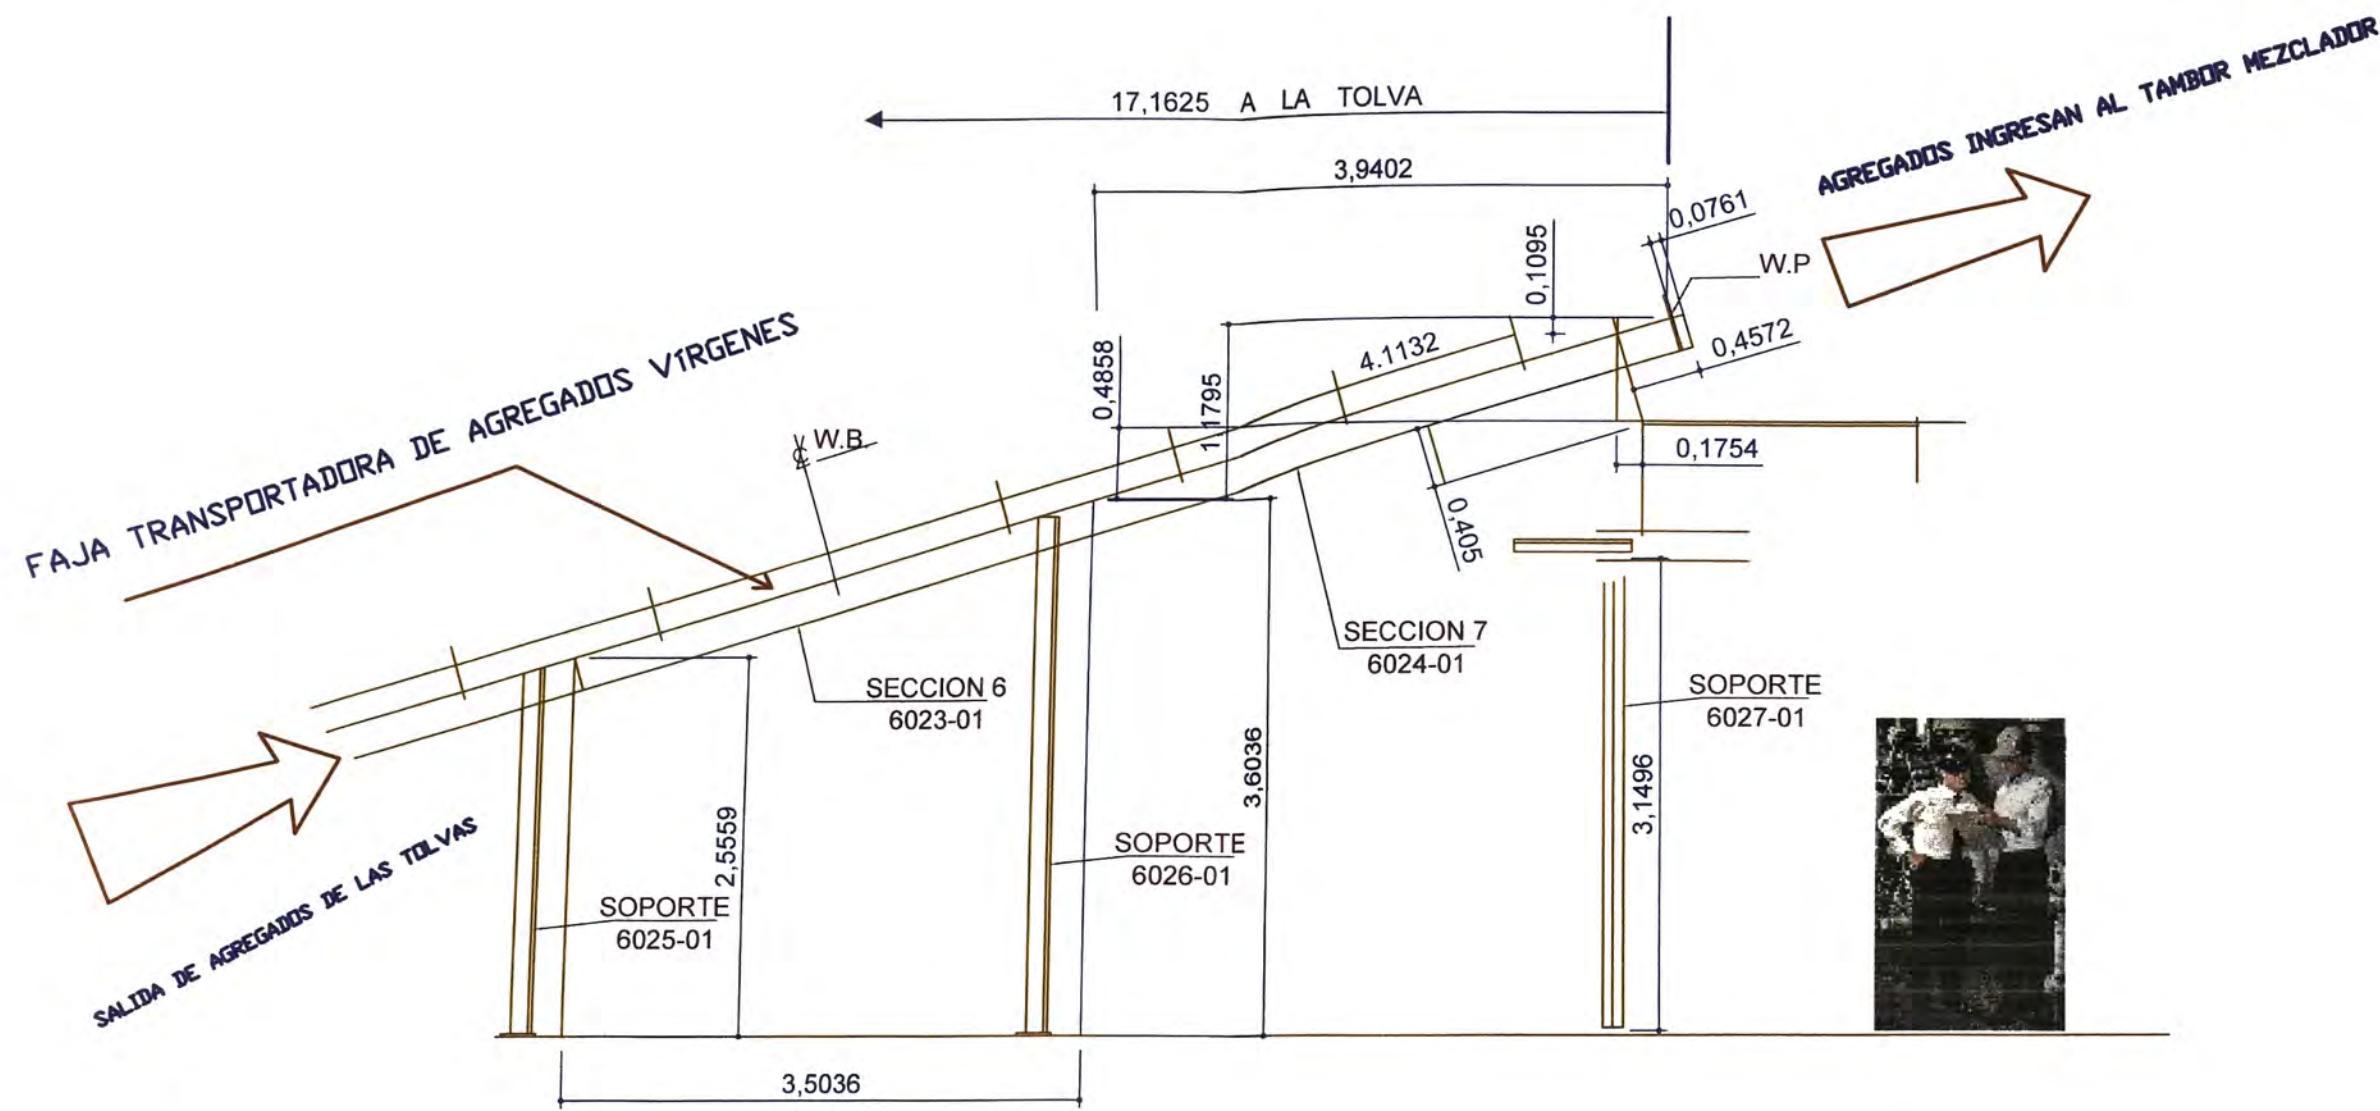 17,1625 A LA TOLVA
3,9402
AGREGADOS INGRESAN AL TAMBOR MEZCLADOR
0,0761
W.P
0,1095
0,4572
4.1132
0,4858
1,1795
FAJA TRANSPORTADORA DE AGREGADOS VÍRGENES
℄ W.B.
0,1754
0,405
SECCION 7
6024-01
SECCION 6
6023-01
SOPORTE
6027-01
3,6036
3,1496
2,5559
SOPORTE
6026-01
SOPORTE
6025-01
SALIDA DE AGREGADOS DE LAS TOLVAS
3,5036